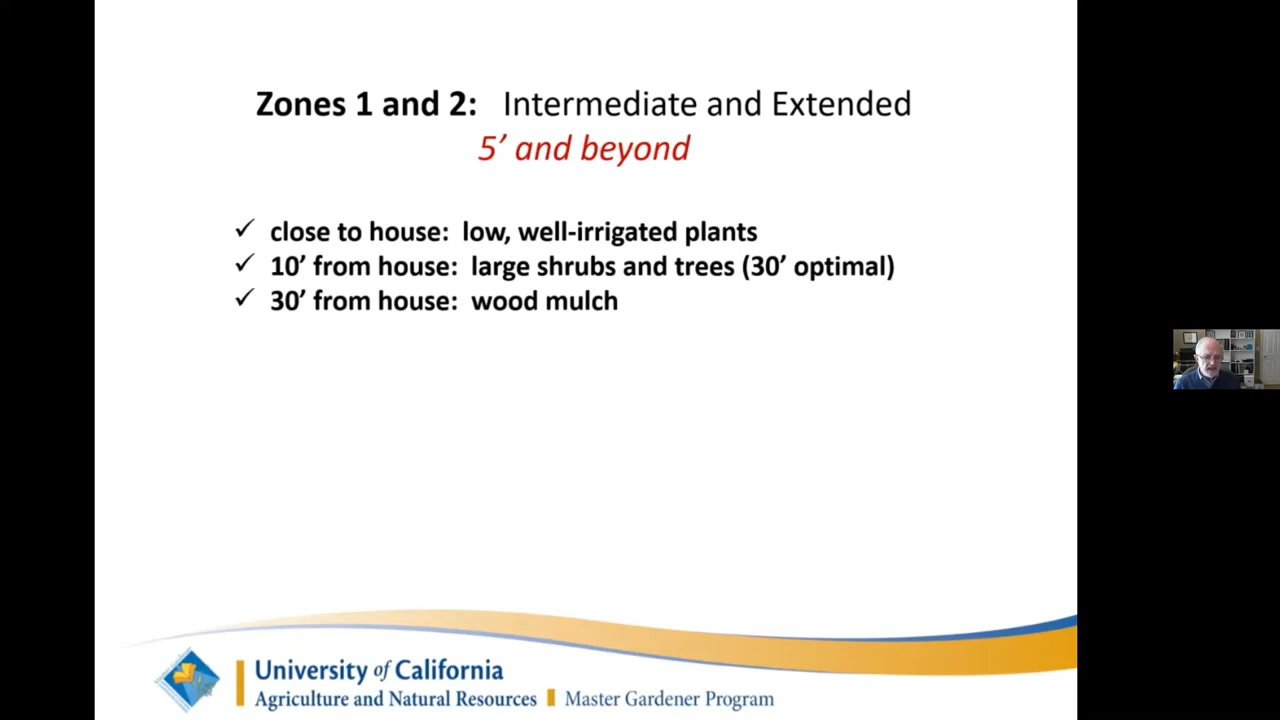 Zones 1 and 2: Intermediate and Extended
5’ and beyond
✓ close to house: low, well-irrigated plants
✓ 10’ from house: large shrubs and trees (30’ optimal)
✓ 30’ from house: wood mulch
University of California
Agriculture and Natural Resources | Master Gardener Program